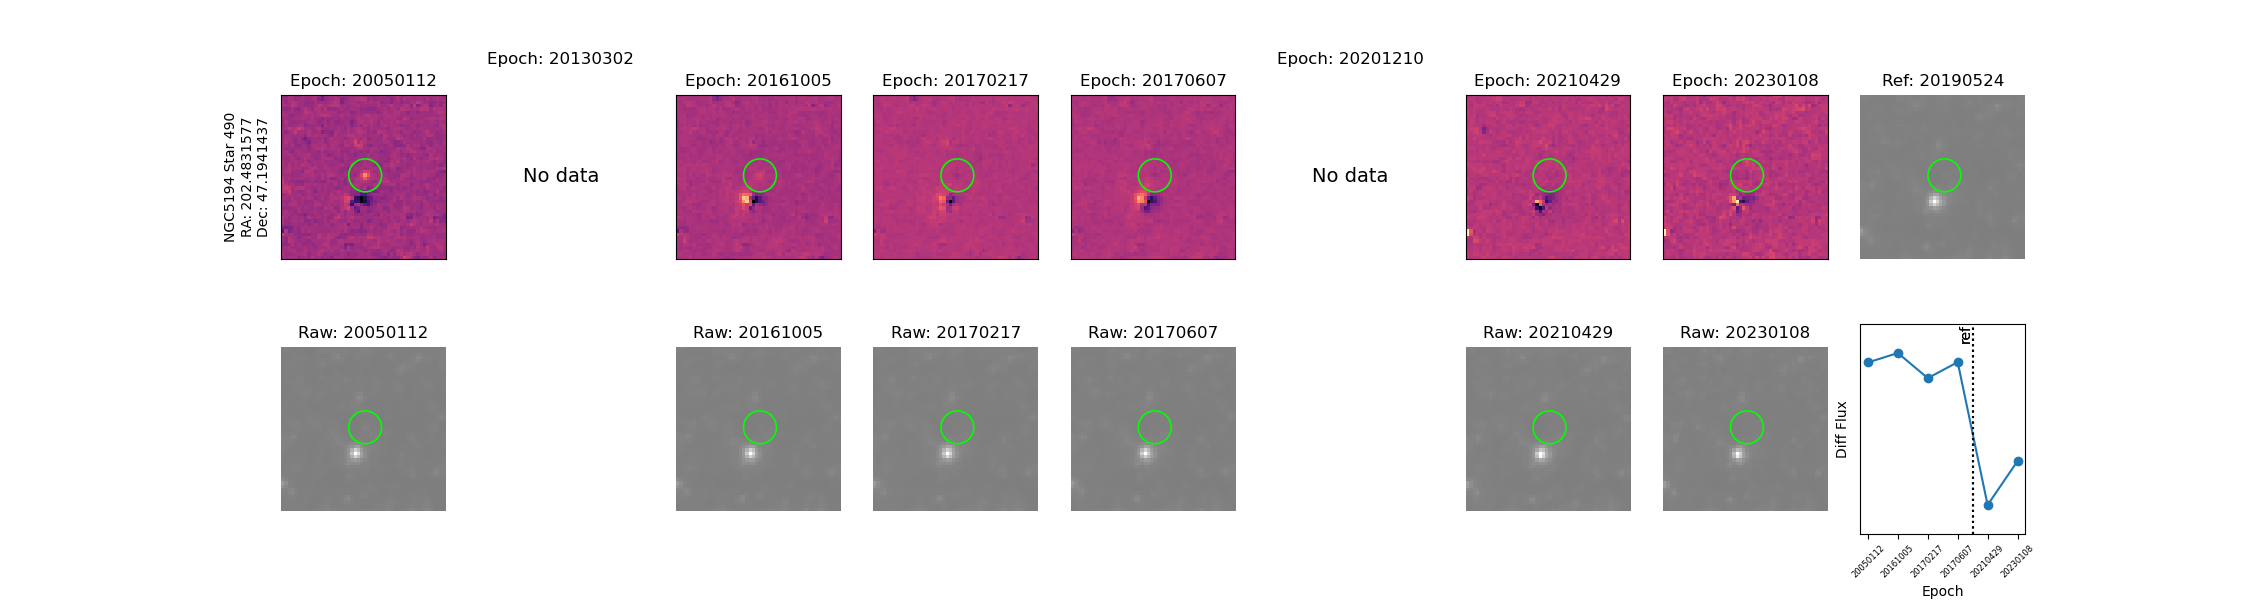 Epoch: 20130302
Epoch: 20201210
Epoch: 20050112
Epoch: 20161005
Epoch: 20170217
Epoch: 20170607
Epoch: 20210429
Epoch: 20230108
Ref: 20190524
NGC5194 Star 490
RA: 202.4831577
Dec: 47.1941437
No data
No data
Raw: 20050112
Raw: 20161005
Raw: 20170217
Raw: 20170607
Raw: 20210429
Raw: 20230108
ref
Diff Flux
20050112
20161005
20170217
20170607
20210429
20230108
Epoch